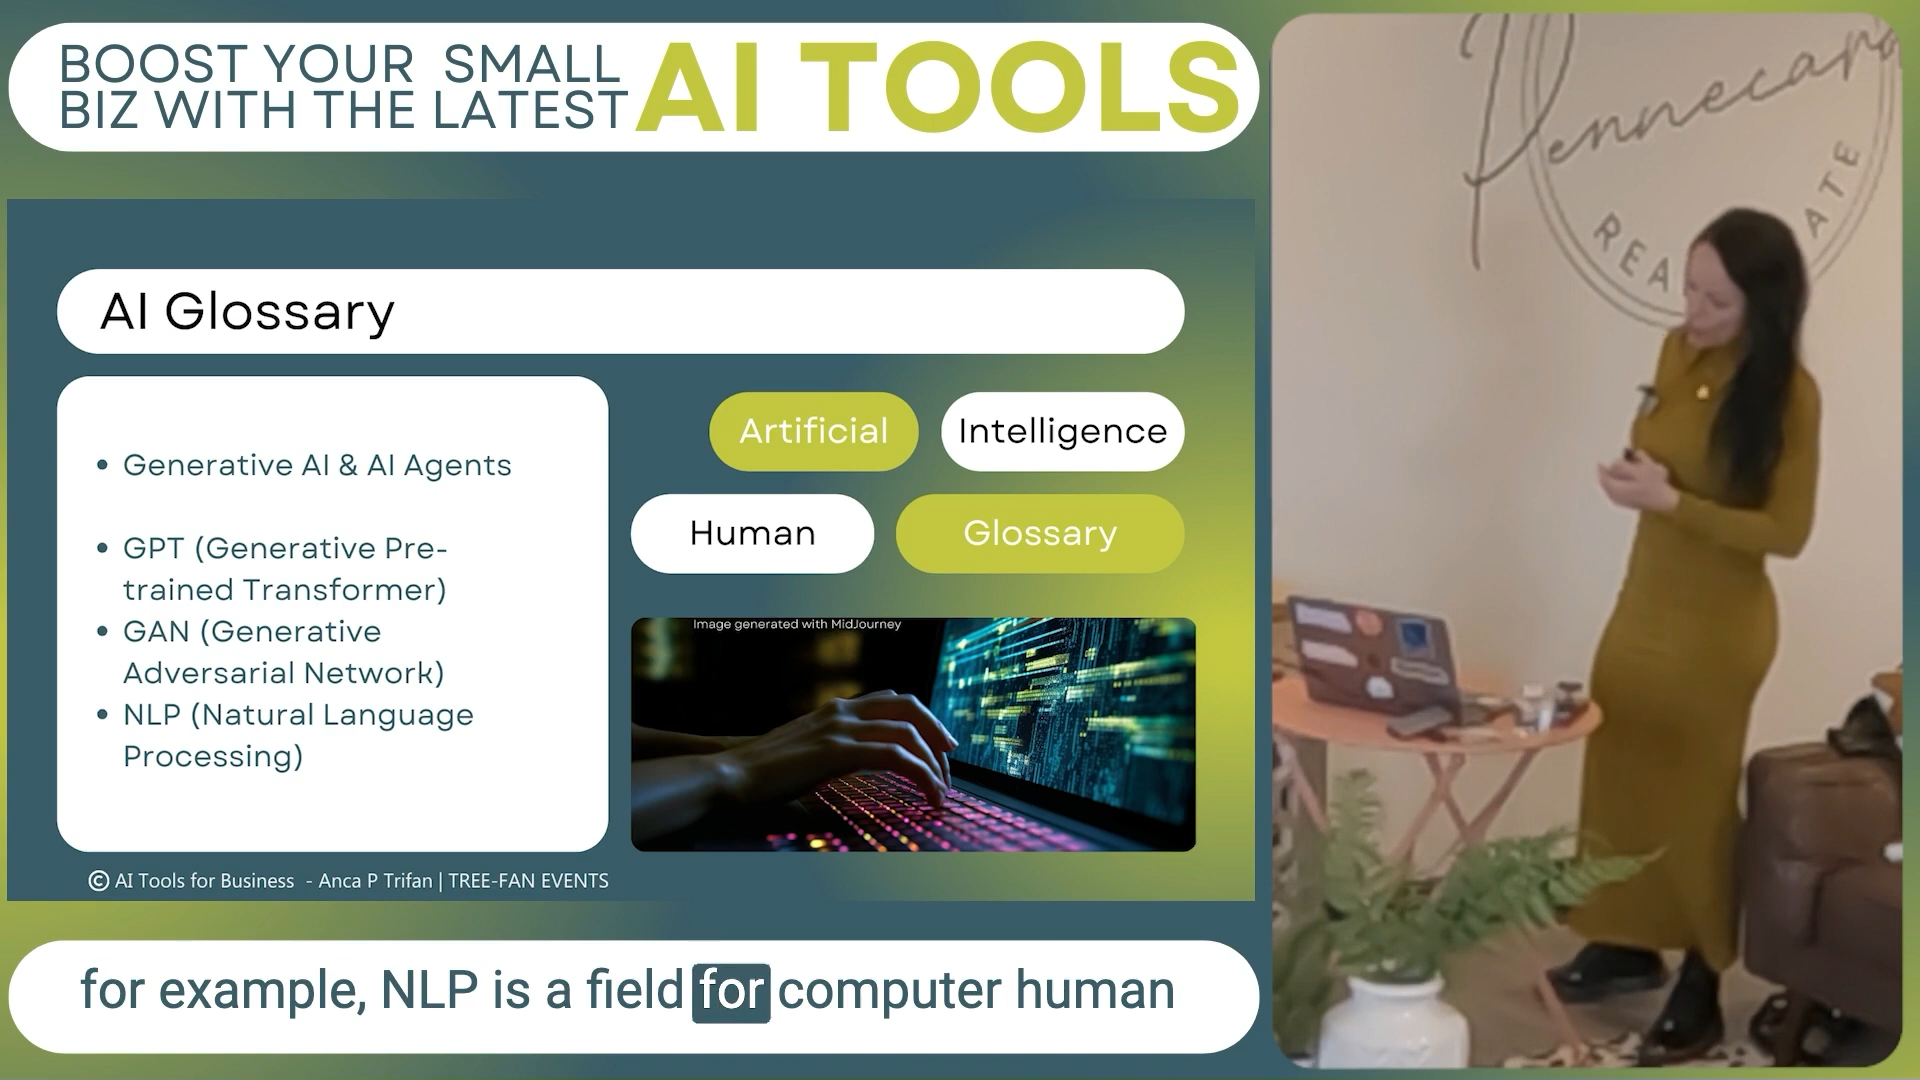 BOOST YOUR SMALL
BIZ WITH THE LATEST
AI TOOLS
AI Glossary
• Generative AI & AI Agents
• GPT (Generative Pre-
trained Transformer)
• GAN (Generative
Adversarial Network)
• NLP (Natural Language
Processing)
Artificial
Intelligence
Human
Glossary
Image generated with MidJourney
© AI Tools for Business - Anca P Trifan | TREE-FAN EVENTS
for example, NLP is a field for computer human